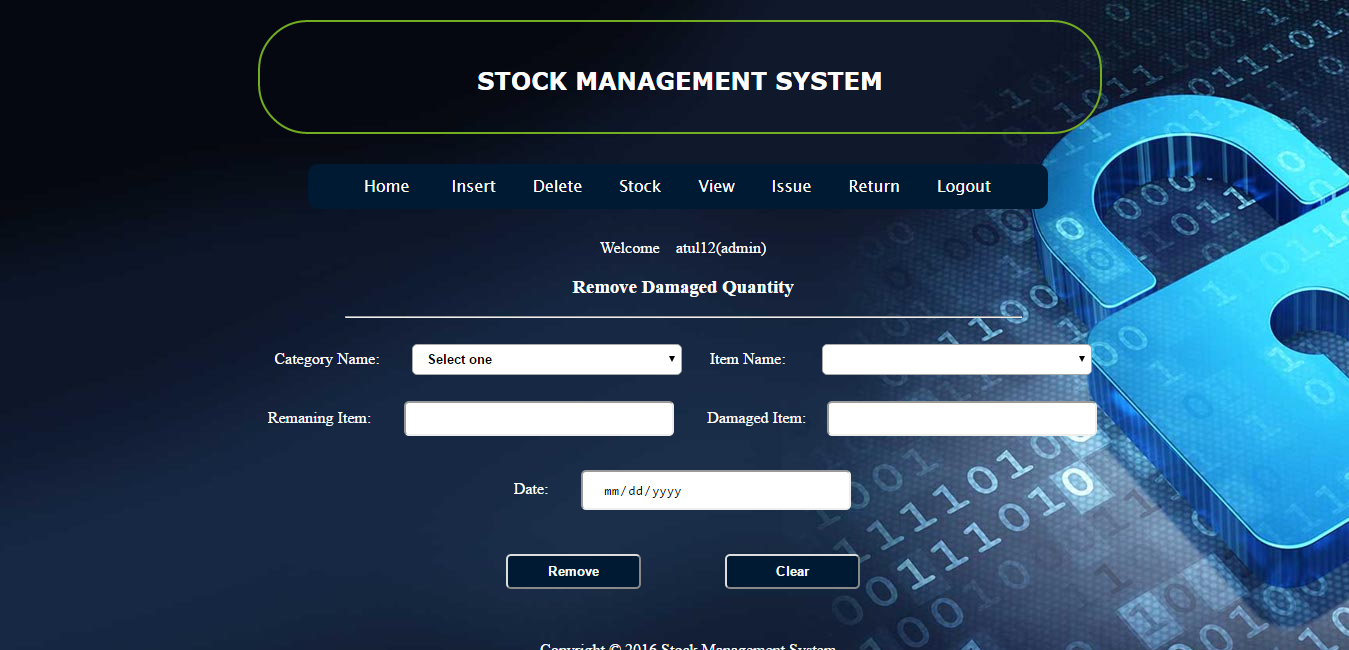 STOCK MANAGEMENT SYSTEM
Home Insert Delete Stock View Issue Return Logout
Welcome atul12(admin)
Remove Damaged Quantity
Category Name: Select one Item Name:
Remaning Item: Damaged Item:
Date: mm/dd/yyyy
Remove Clear
Copyright © 2016 Stock Management System